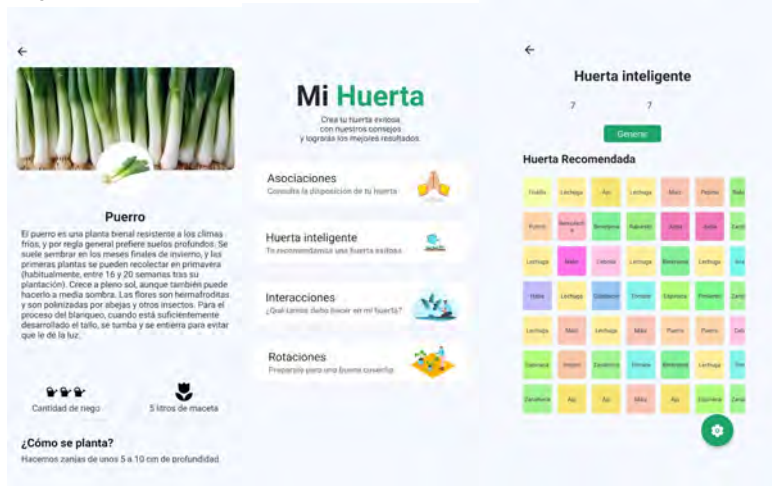 Puerro
El puerro es una planta bienal resistente a los climas
fríos, y por regla general prefiere suelos profundos. Se
suele sembrar en los meses finales de invierno, y las
primeras plantas se pueden recolectar en primavera
(habitualmente, entre 16 y 20 semanas tras su
plantación). Crece a pleno sol, aunque también puede
hacerlo a media sombra. Las flores son hermafroditas
y son polinizadas por abejas y otros insectos. Para el
proceso del blanqueo, cuando está suficientemente
desarrollado el tallo, se tumba y se entierra para evitar
que le dé la luz.
Cantidad de riego
5 litros de maceta
¿Cómo se planta?
Hacemos zanjas de unos 5 a 10 cm de profundidad.
Mi Huerta
Crea tu huerta exitosa
con nuestros consejos
y lograrás los mejores resultados.
Asociaciones
Consulta la disposición de tu huerta
Huerta inteligente
Te recomendamos una huerta exitosa
Interacciones
¿Qué tareas debo hacer en mi huerta?
Rotaciones
Preparate para una buena cosecha
Huerta inteligente
7 7
Generar
Huerta Recomendada
Lechuga Ajo Lechuga Maíz
Lechuga Cebolla Lechuga Lechuga
Lechuga Tomate Espinaca Pimiento
Lechuga Maíz Lechuga Maíz Puerro Puerro
Espinaca Zanahoria Tomate Lechuga
Zanahoria Ajo Ajo Maíz Ajo Espinaca